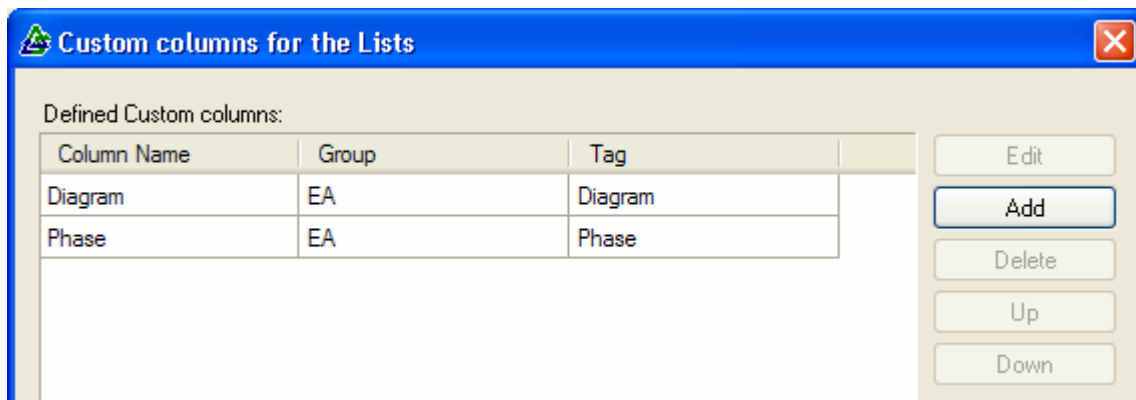 Custom columns for the Lists
Defined Custom columns:
Column Name Group Tag
Diagram EA Diagram
Phase EA Phase
Edit
Add
Delete
Up
Down